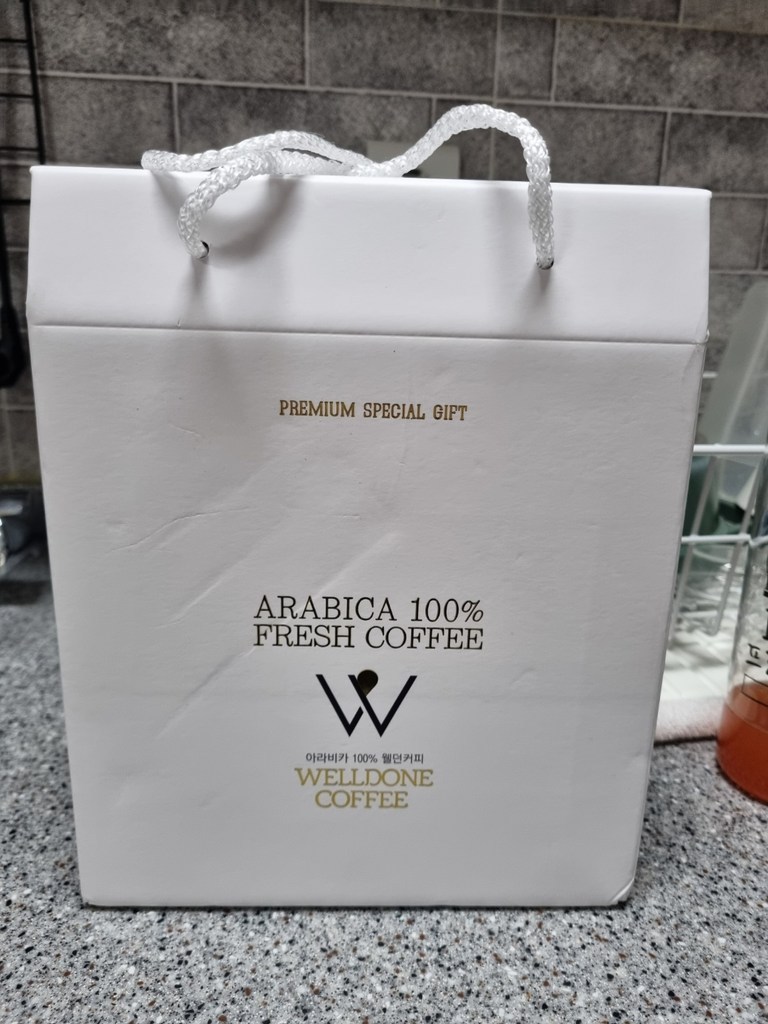 PREMIUM SPECIAL GIFT
ARABICA 100%
FRESH COFFEE
W
아라비카 100% 웰던커피
WELLDONE
COFFEE